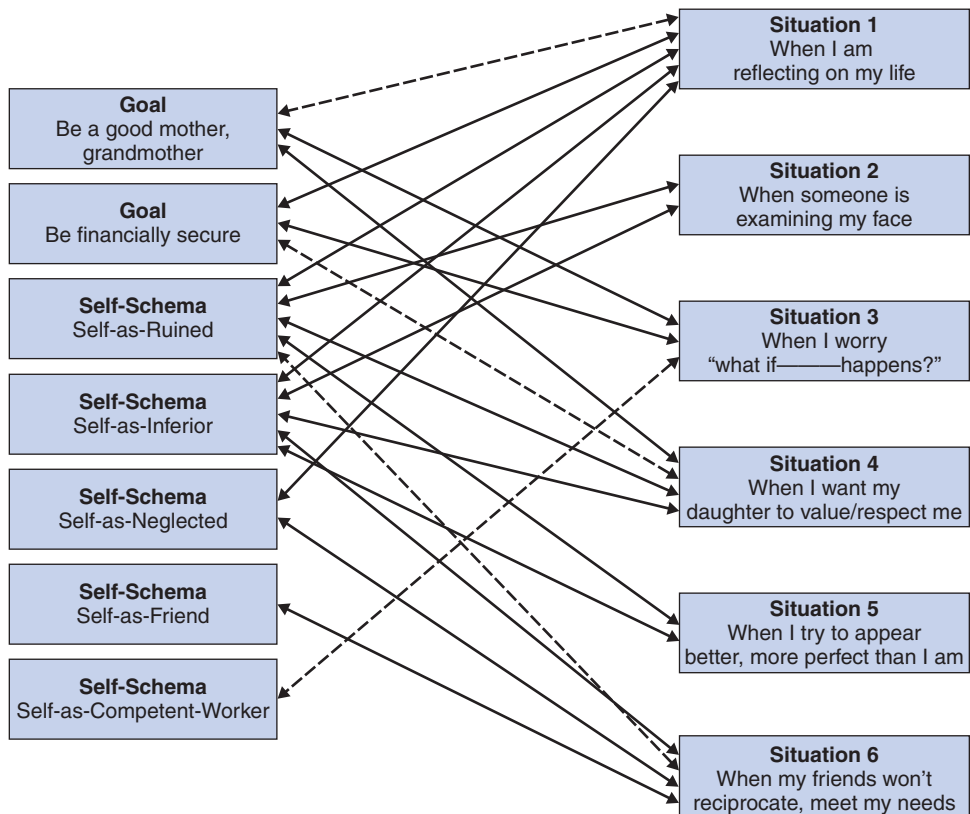 Goal
Be a good mother,
grandmother
Goal
Be financially secure
Self-Schema
Self-as-Ruined
Self-Schema
Self-as-Inferior
Self-Schema
Self-as-Neglected
Self-Schema
Self-as-Friend
Self-Schema
Self-as-Competent-Worker
Situation 1
When I am
reflecting on my life
Situation 2
When someone is
examining my face
Situation 3
When I worry
“what if———happens?”
Situation 4
When I want my
daughter to value/respect me
Situation 5
When I try to appear
better, more perfect than I am
Situation 6
When my friends won’t
reciprocate, meet my needs